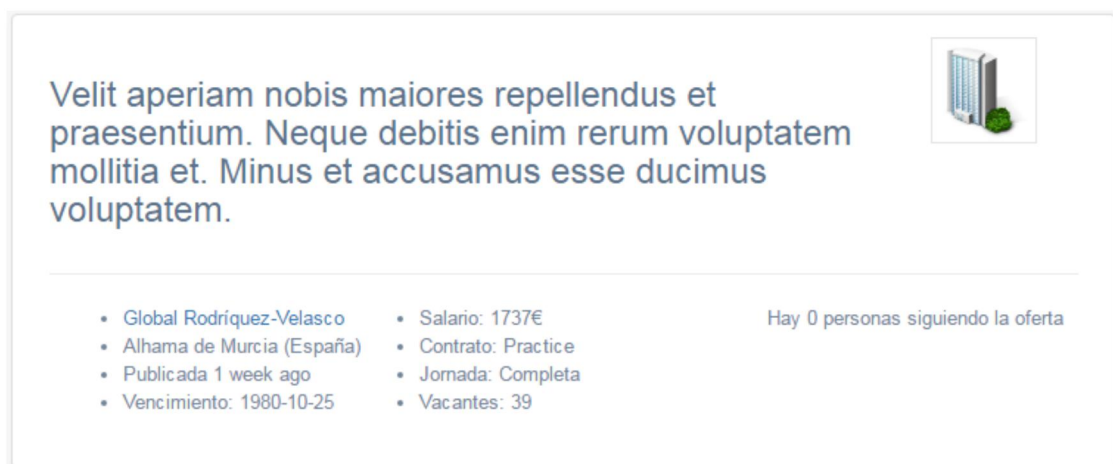 Velit aperiam nobis maiores repellendus et
praesentium. Neque debitis enim rerum voluptatem
mollitia et. Minus et accusamus esse ducimus
voluptatem.
Global Rodríquez-Velasco
Alhama de Murcia (España)
Publicada 1 week ago
Vencimiento: 1980-10-25
Salario: 1737€
Contrato: Practice
Jornada: Completa
Vacantes: 39
Hay 0 personas siguiendo la oferta